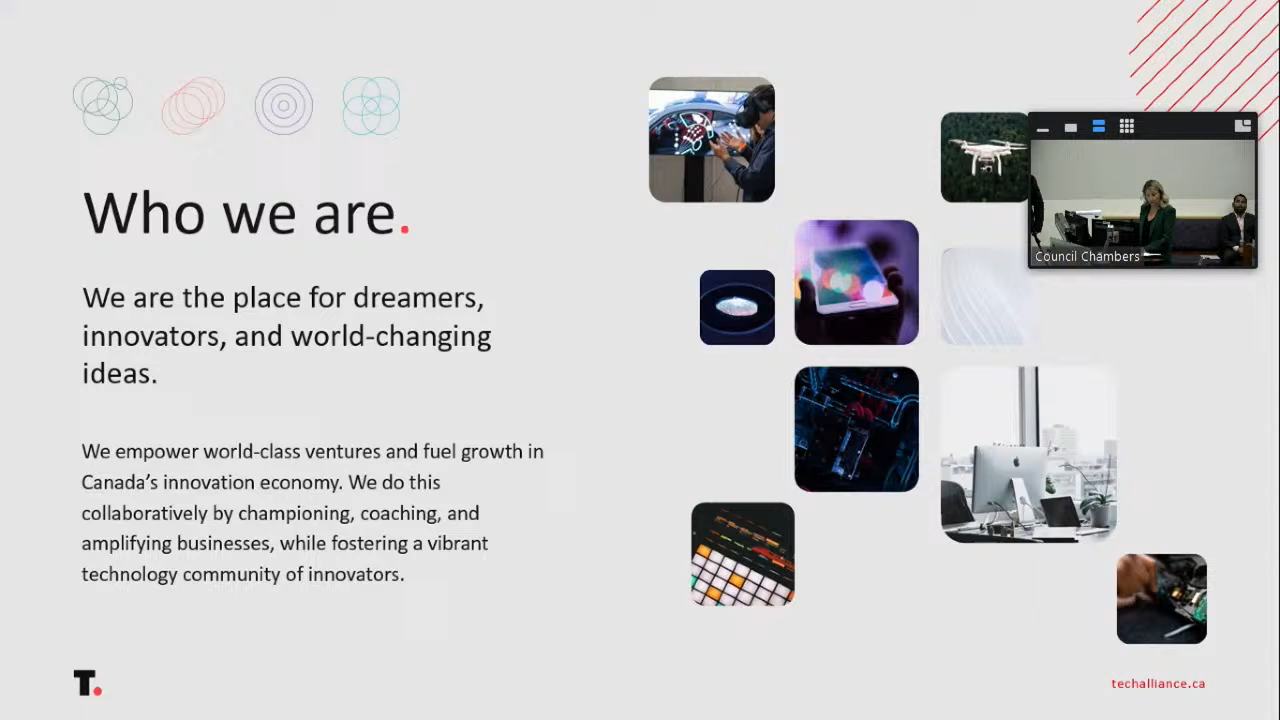 Who we are.
We are the place for dreamers,
innovators, and world-changing
ideas.
We empower world-class ventures and fuel growth in
Canada’s innovation economy. We do this
collaboratively by championing, coaching, and
amplifying businesses, while fostering a vibrant
technology community of innovators.
Council Chambers
T.
techalliance.ca